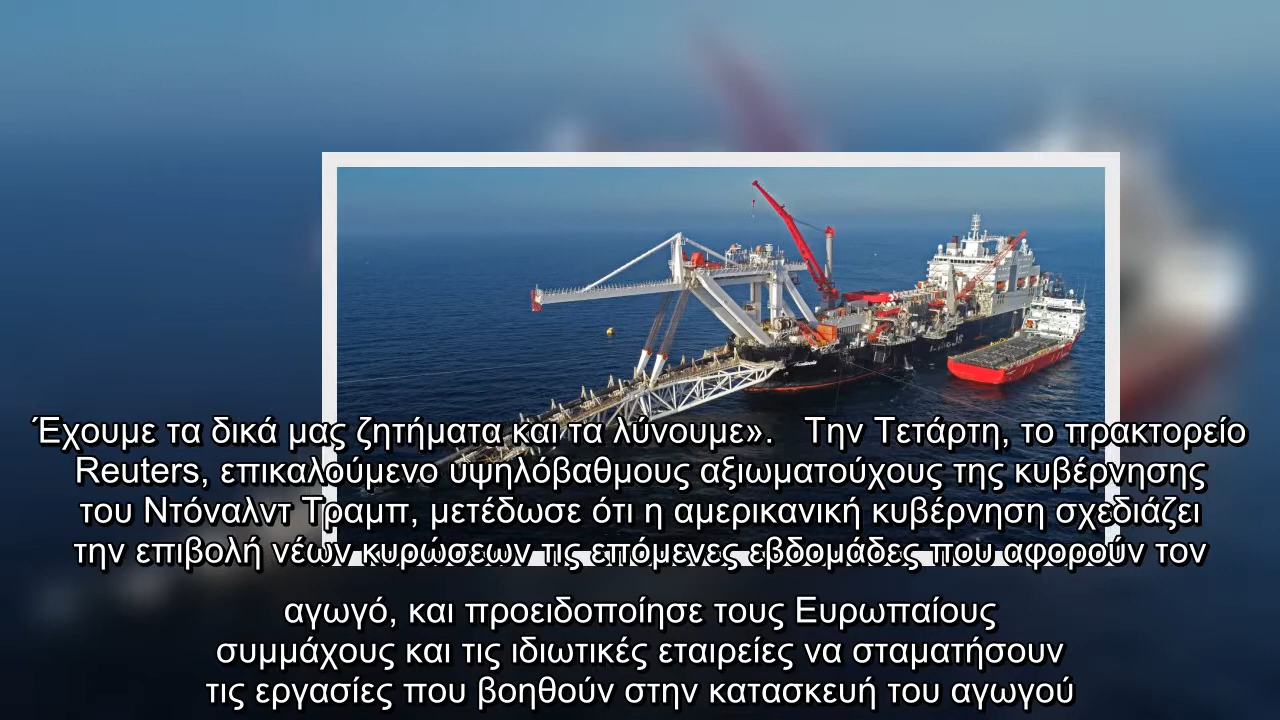 Έχουμε τα δικά μας ζητήματα και τα λύνουμε». Την Τετάρτη, το πρακτορείο
Reuters, επικαλούμενο υψηλόβαθμους αξιωματούχους της κυβέρνησης
του Ντόναλντ Τραμπ, μετέδωσε ότι η αμερικανική κυβέρνηση σχεδιάζει
την επιβολή νέων κυρώσεων τις επόμενες εβδομάδες που αφορούν τον
αγωγό, και προειδοποίησε τους Ευρωπαίους
συμμάχους και τις ιδιωτικές εταιρείες να σταματήσουν
τις εργασίες που βοηθούν στην κατασκευή του αγωγού